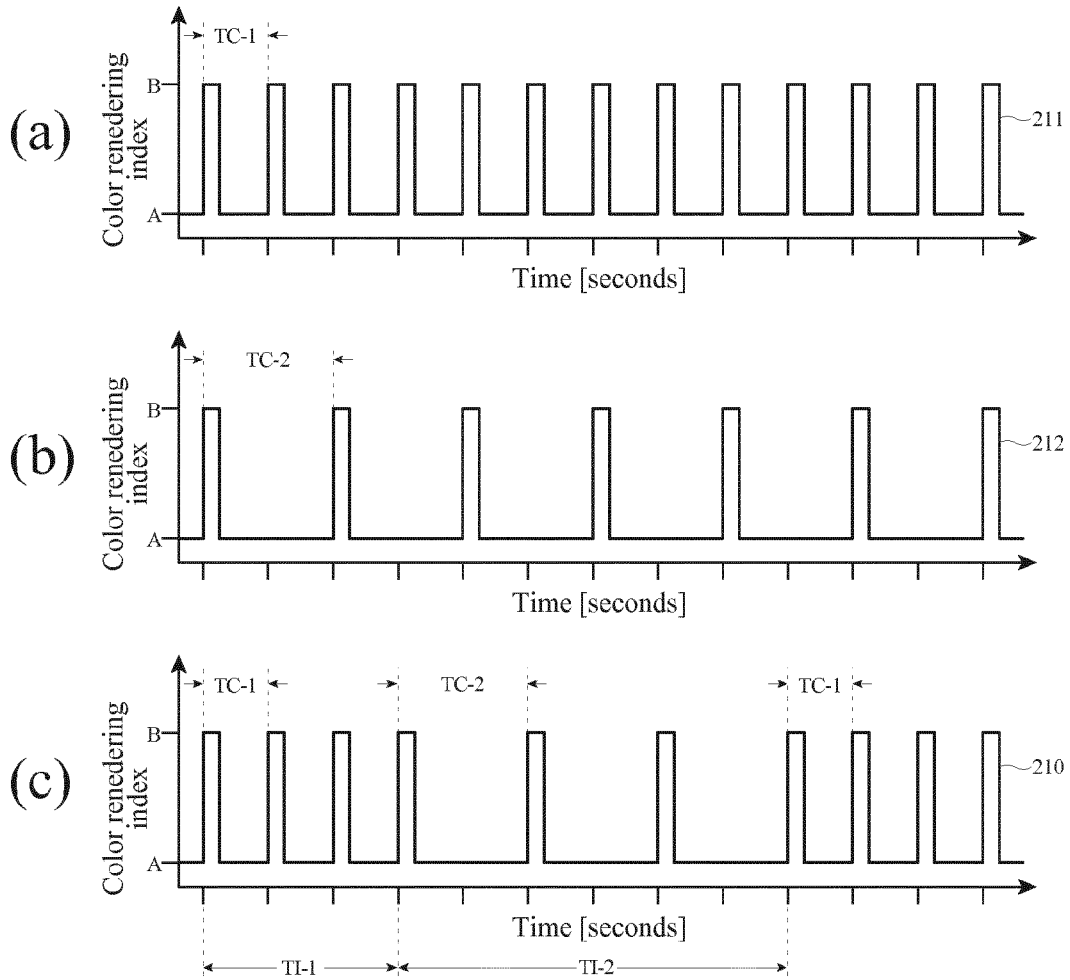 (a)
Color renedering
index
B
A
TC-1
211
Time [seconds]
(b)
Color renedering
index
B
A
TC-2
212
Time [seconds]
(c)
Color renedering
index
B
A
TC-1
TC-2
TC-1
210
Time [seconds]
TI-1
TI-2